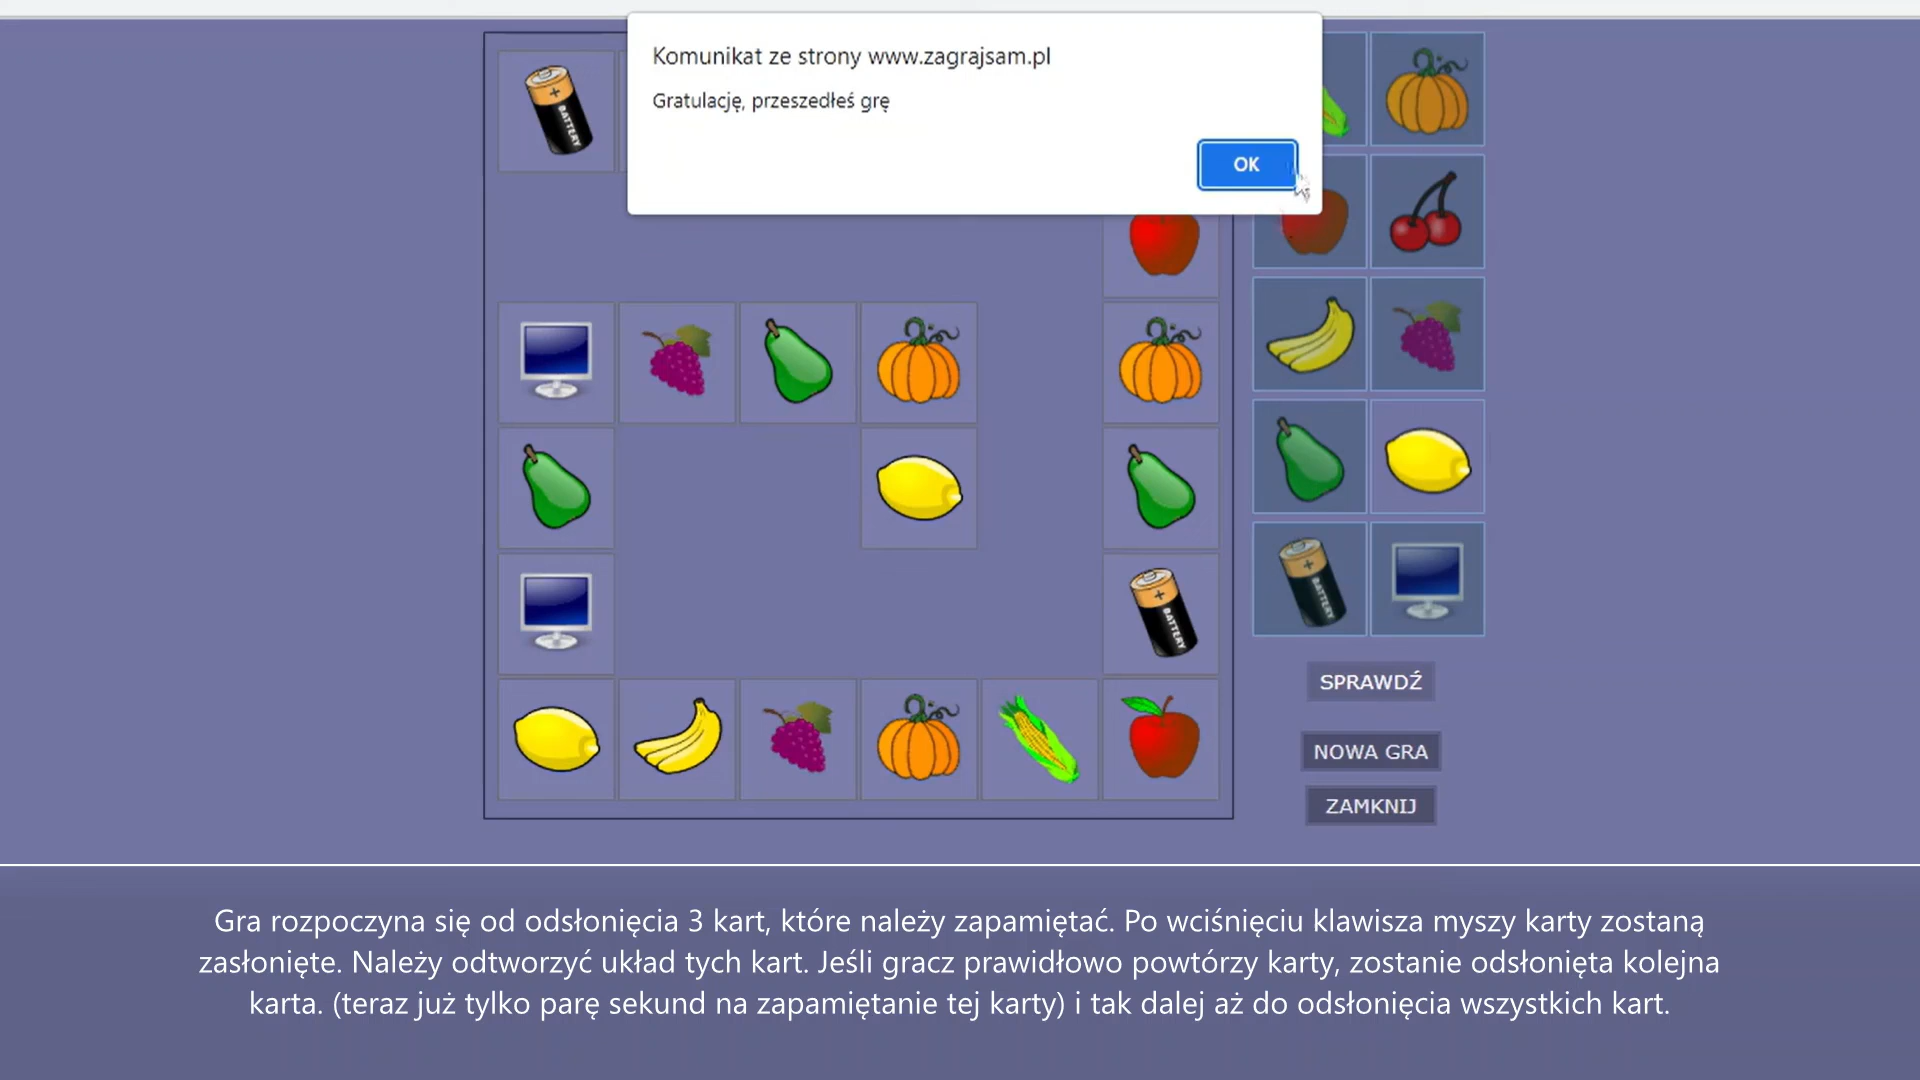 Komunikat ze strony www.zagrajsam.pl
Gratulację, przeszedłeś grę
OK
BATTERY
BATTERY
BATTERY
SPRAWDŹ
NOWA GRA
ZAMKNIJ
Gra rozpoczyna się od odsłonięcia 3 kart, które należy zapamiętać. Po wciśnięciu klawisza myszy karty zostaną
zasłonięte. Należy odtworzyć układ tych kart. Jeśli gracz prawidłowo powtórzy karty, zostanie odsłonięta kolejna
karta. (teraz już tylko parę sekund na zapamiętanie tej karty) i tak dalej aż do odsłonięcia wszystkich kart.